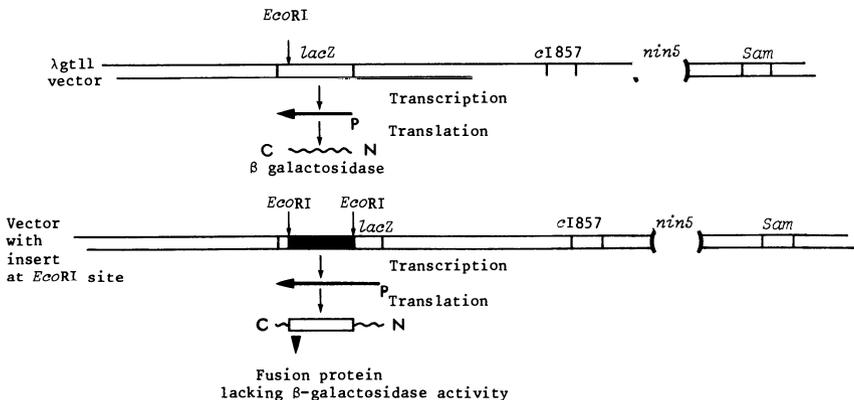 EcoRI
lacZ
cI857
nin5
Sam
λgt11
vector
Transcription
P
Translation
C N
β galactosidase
EcoRI EcoRI
lacZ
cI857
nin5
Sam
Vector
with
insert
at EcoRI site
Transcription
P
Translation
C N
Fusion protein
lacking β-galactosidase activity